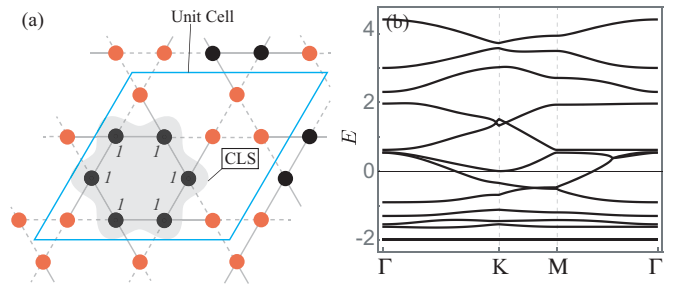 (a)
Unit Cell
1 1
1 1
CLS
1 1
(b)
E
4
2
0
-2
Γ K M Γ